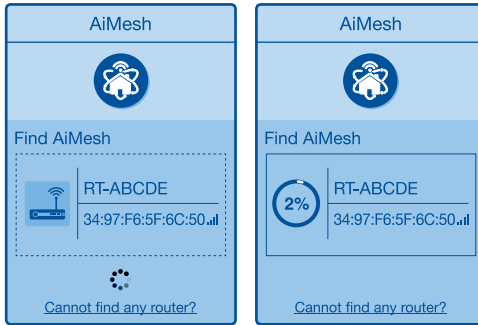 AiMesh
Find AiMesh
RT-ABCDE
34:97:F6:5F:6C:50
Cannot find any router?
AiMesh
Find AiMesh
2%
RT-ABCDE
34:97:F6:5F:6C:50
Cannot find any router?